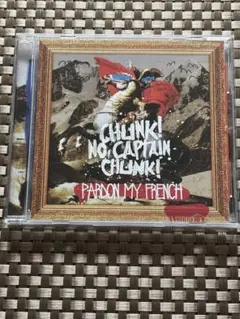 CHUNK!
NO, CAPTAIN
CHUNK!
PARDON MY FRENCH